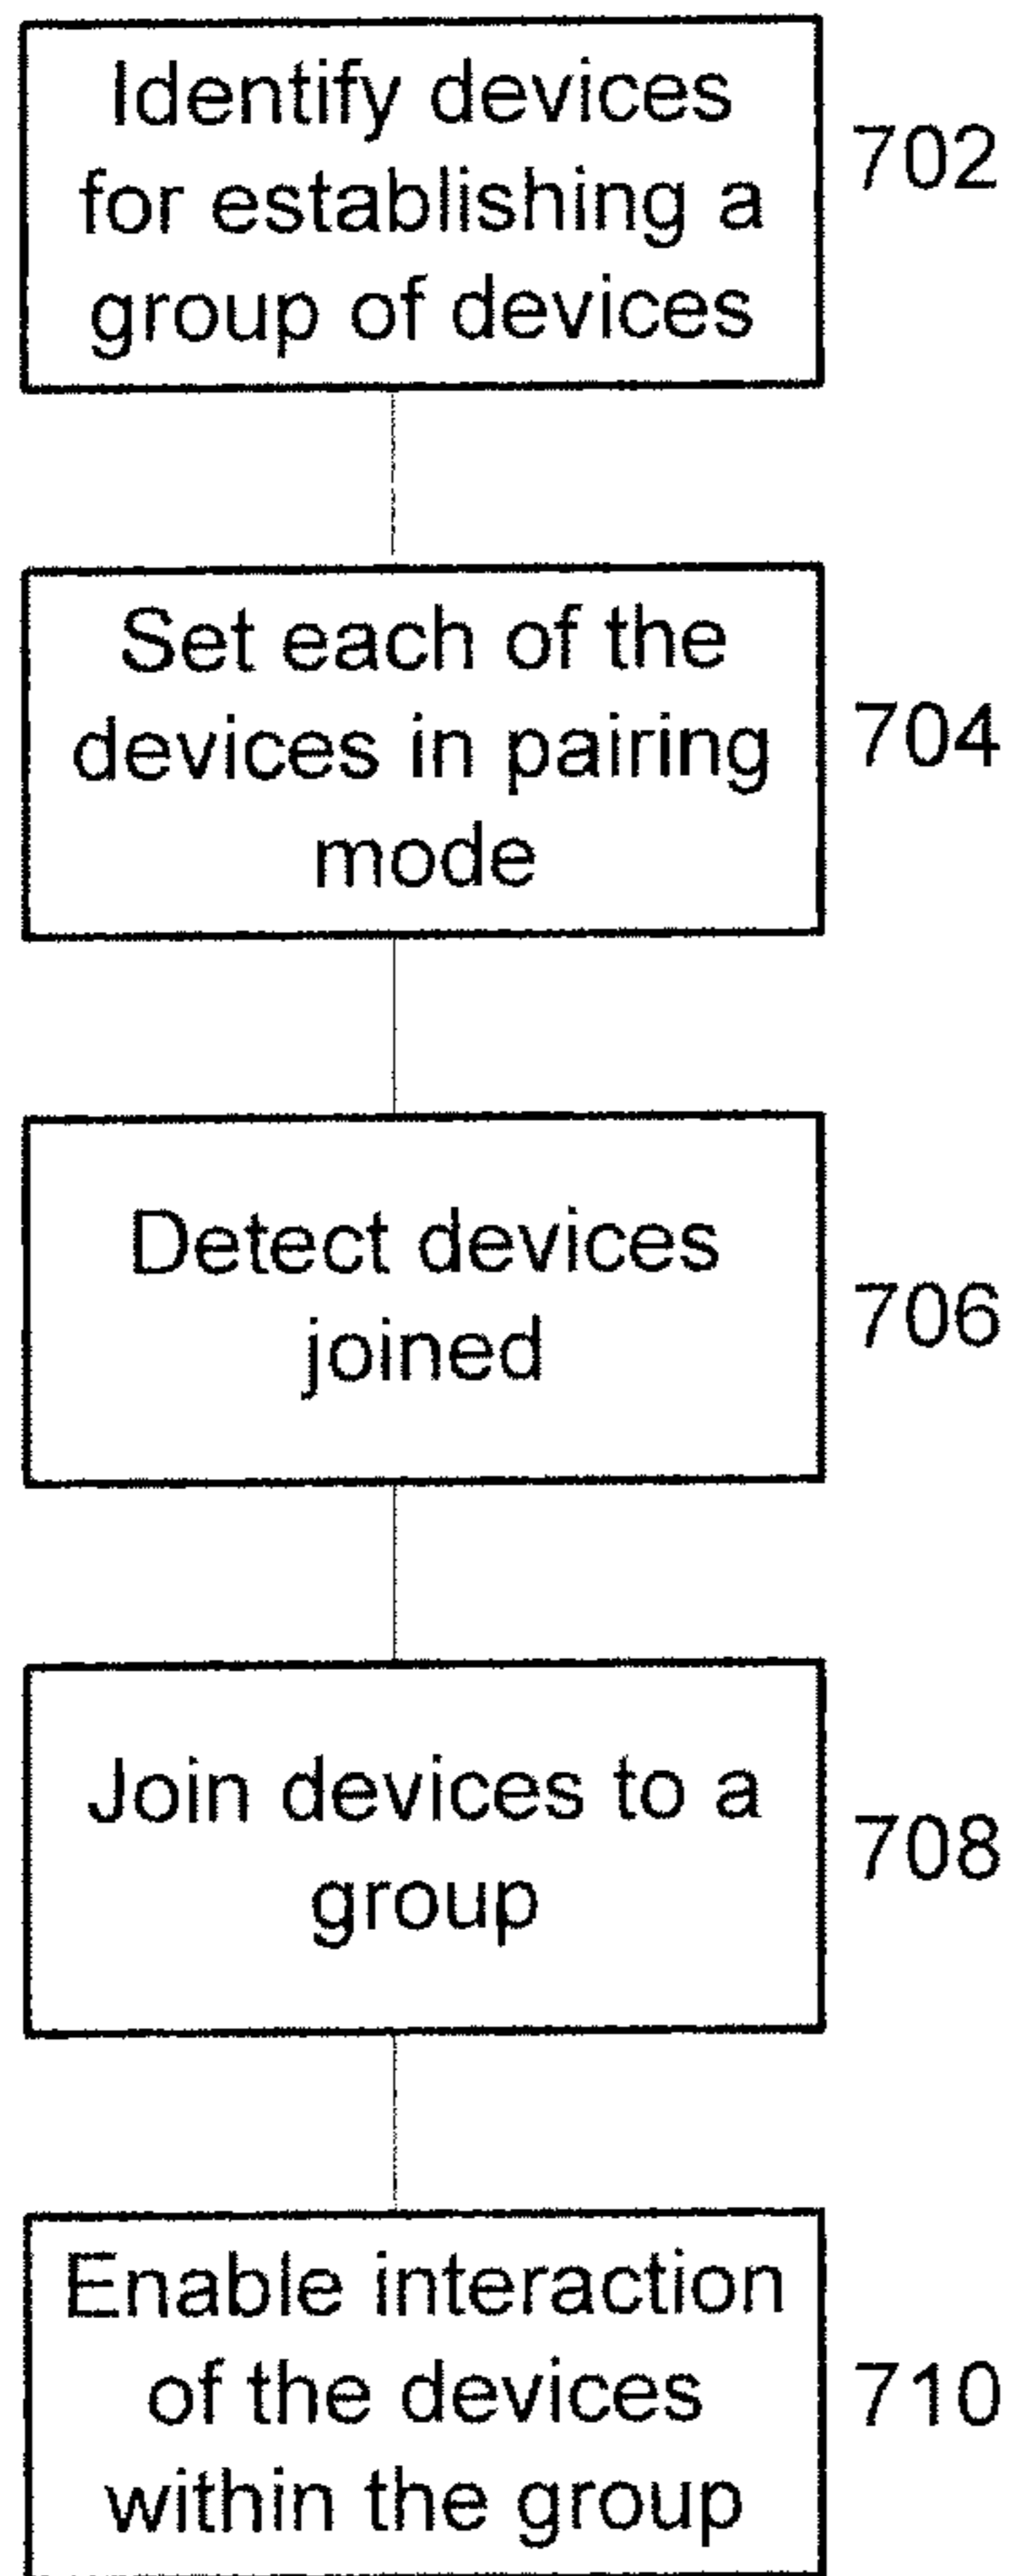 Identify devices
for establishing a
group of devices
702
Set each of the
devices in pairing
mode
704
Detect devices
joined
706
Join devices to a
group
708
Enable interaction
of the devices
within the group
710